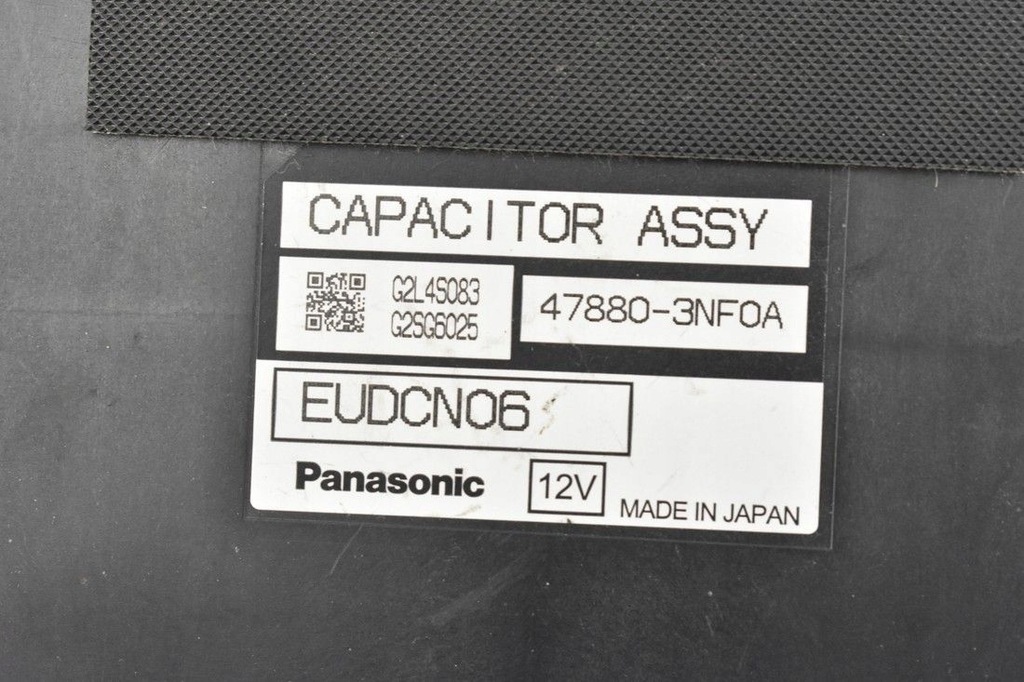 CAPACITOR ASSY
G2L4S083
G2SG6025
47880-3NF0A
EUDCN06
Panasonic
12V
MADE IN JAPAN